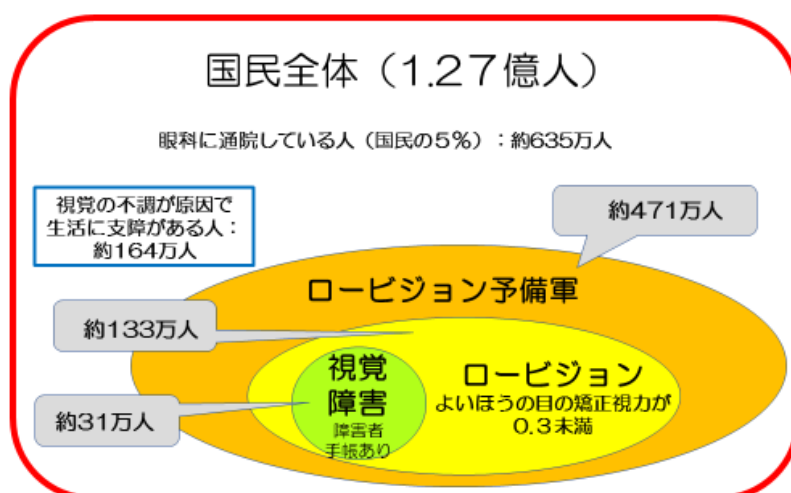 国民全体（1.27億人）
眼科に通院している人（国民の5%）：約635万人
視覚の不調が原因で
生活に支障がある人：
約164万人
約471万人
ロービジョン予備軍
約133万人
視覚
障害
障害者
手帳あり
ロービジョン
よいほうの目の矯正視力が
0.3未満
約31万人